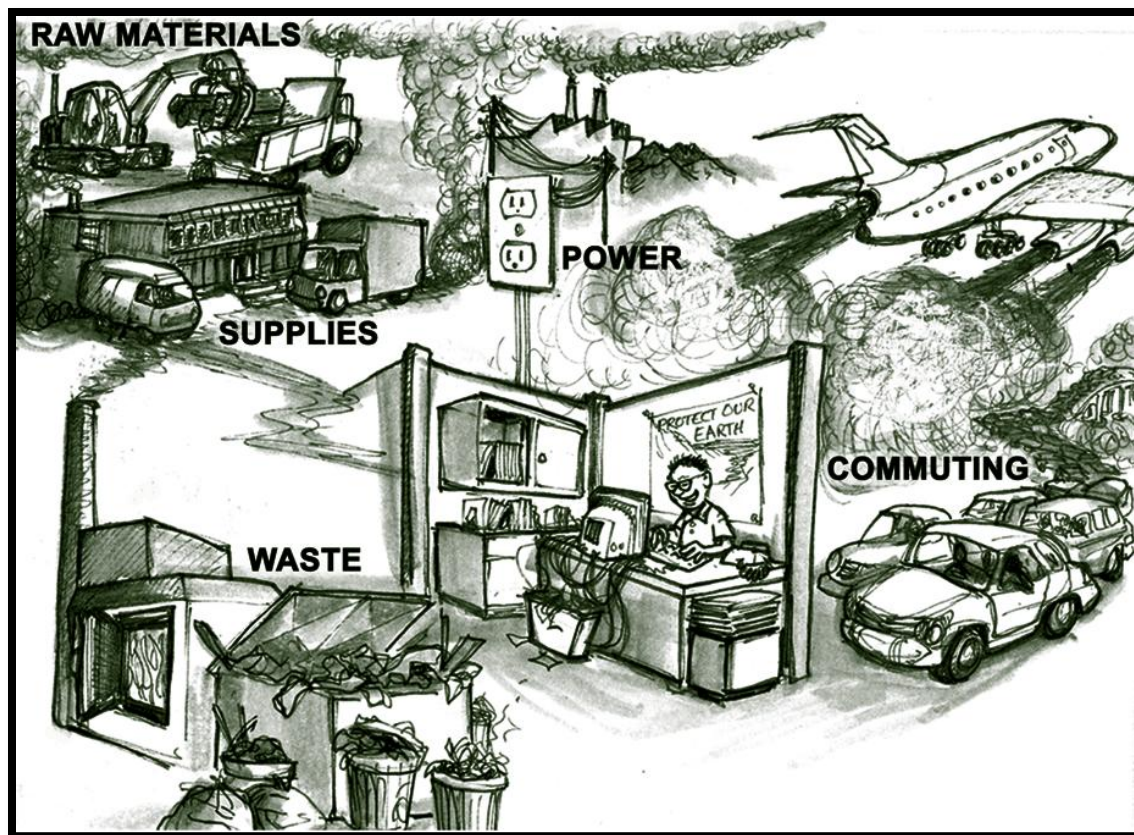 RAW MATERIALS
POWER
SUPPLIES
PROTECT OUR
EARTH
COMMUTING
WASTE